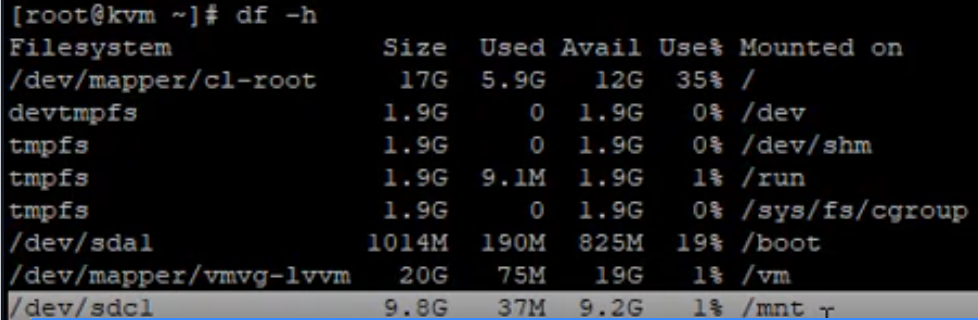 [root@kvm ~]# df -h
Filesystem Size Used Avail Use% Mounted on
/dev/mapper/cl-root 17G 5.9G 12G 35% /
devtmpfs 1.9G 0 1.9G 0% /dev
tmpfs 1.9G 0 1.9G 0% /dev/shm
tmpfs 1.9G 9.1M 1.9G 1% /run
tmpfs 1.9G 0 1.9G 0% /sys/fs/cgroup
/dev/sda1 1014M 190M 825M 19% /boot
/dev/mapper/vmvg-lvvm 20G 75M 19G 1% /vm
/dev/sdc1 9.8G 37M 9.2G 1% /mnt